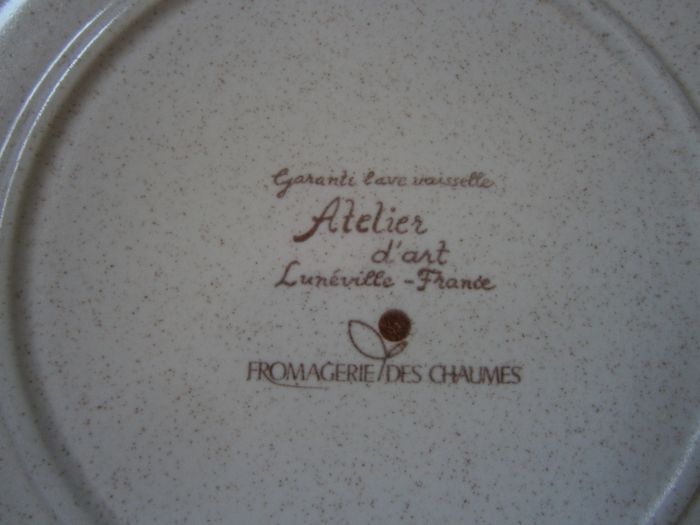 Garanti lave vaisselle
Atelier
d'art
Lunéville - France
FROMAGERIE DES CHAUMES